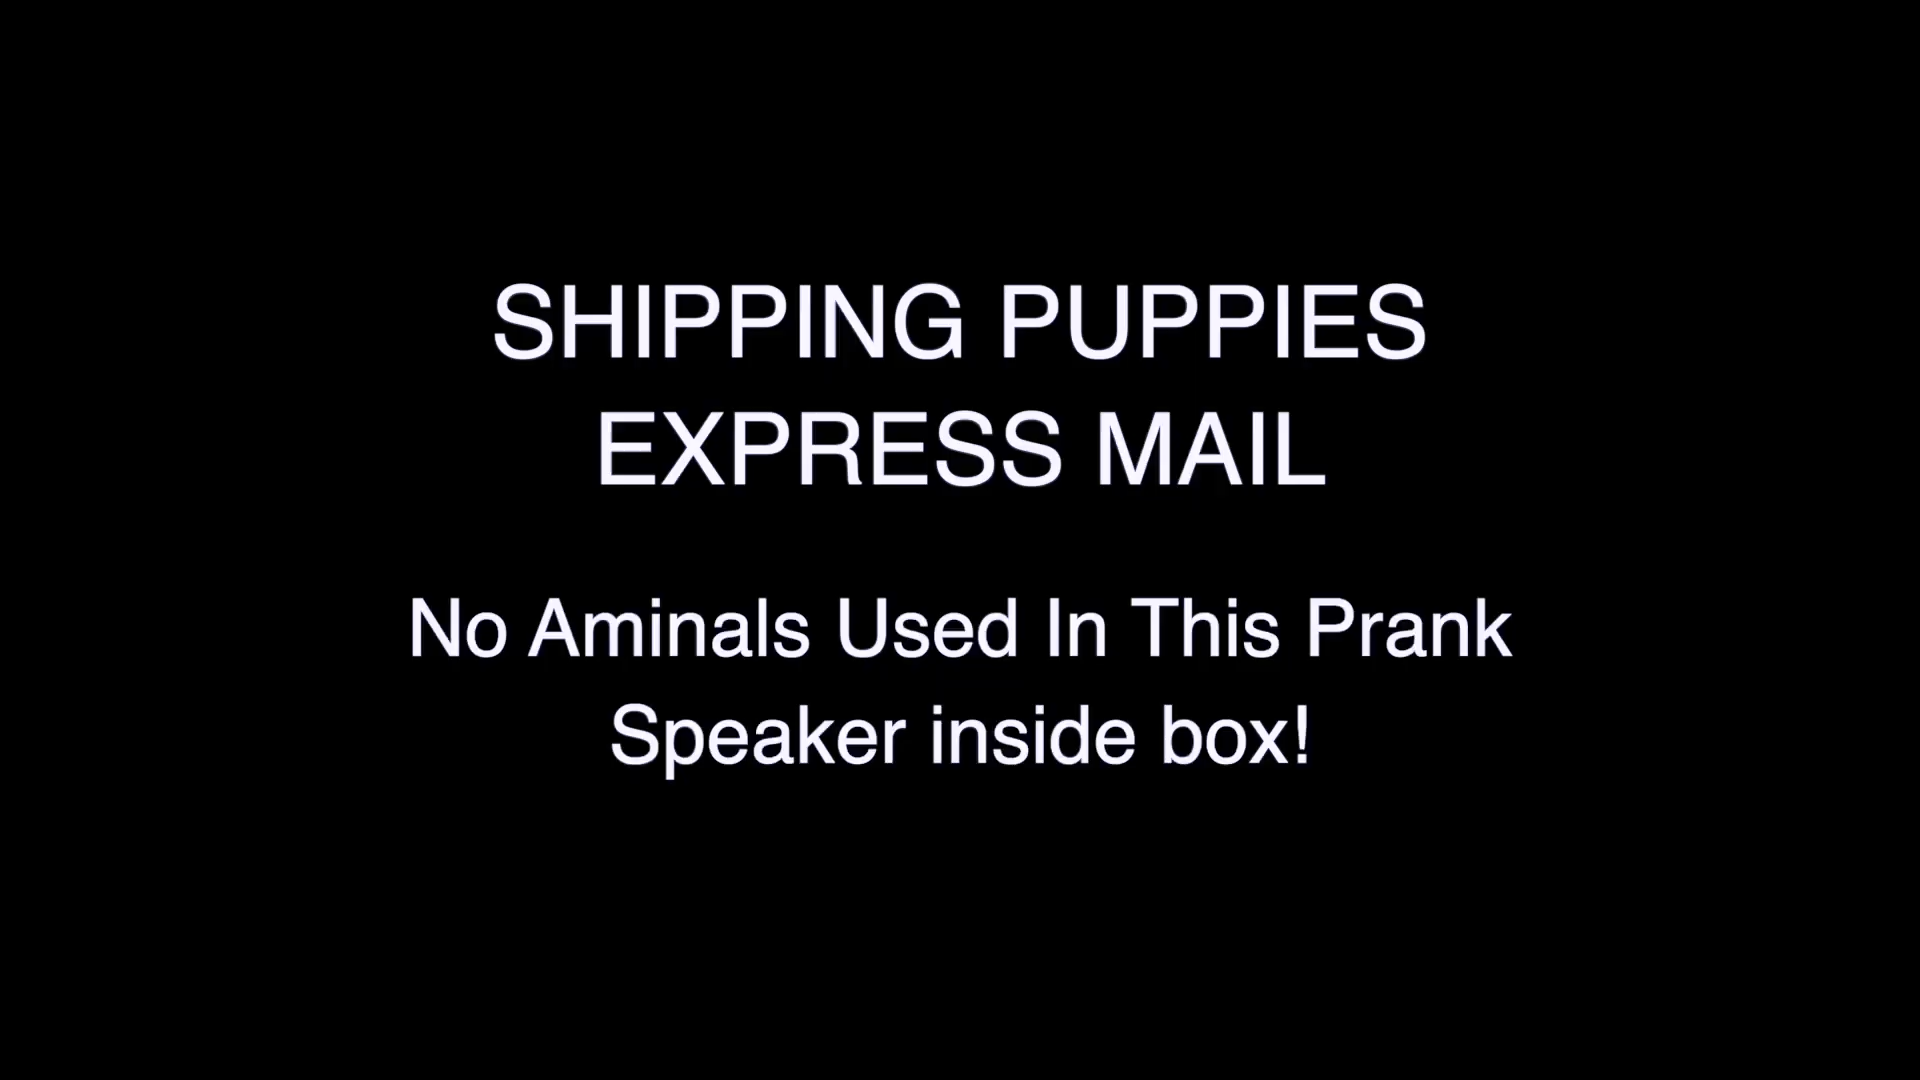 SHIPPING PUPPIES
EXPRESS MAIL
No Aminals Used In This Prank
Speaker inside box!